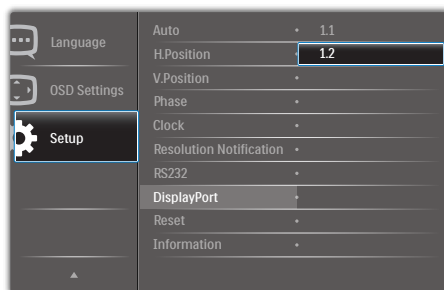 Language
OSD Settings
Setup
Auto
H.Position
V.Position
Phase
Clock
Resolution Notification
RS232
DisplayPort
Reset
Information
1.1
1.2